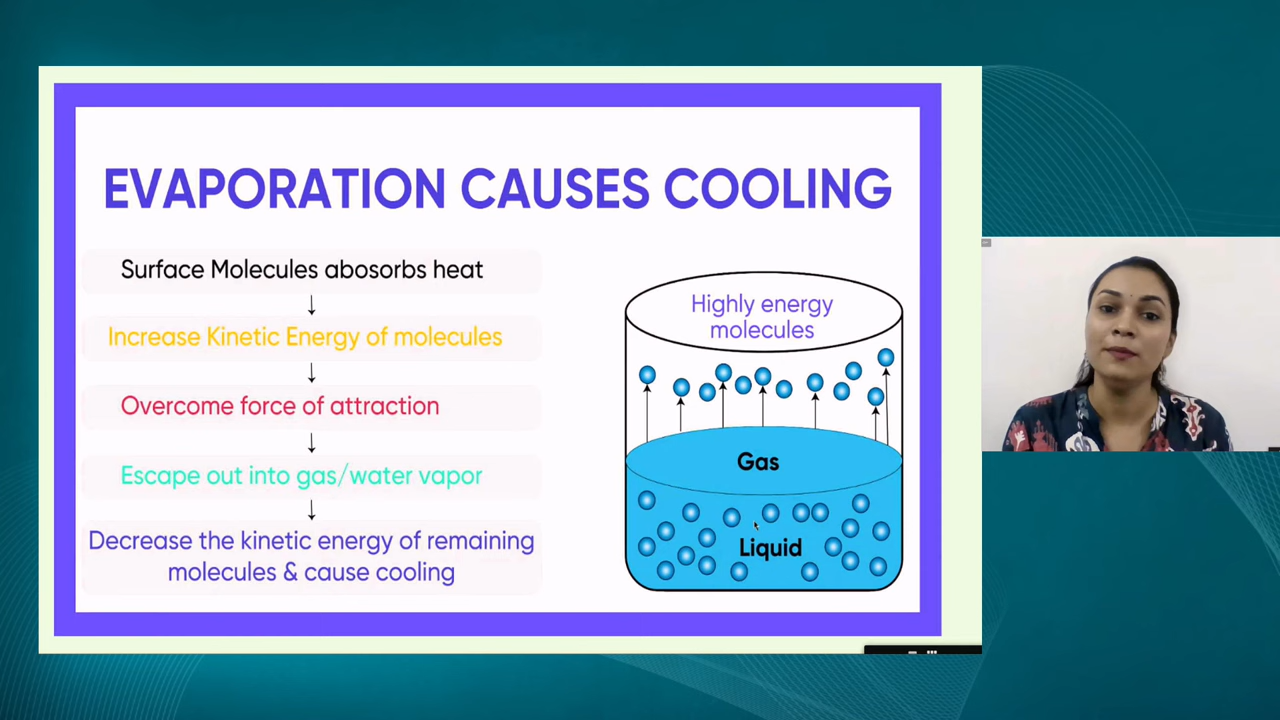 EVAPORATION CAUSES COOLING
Surface Molecules abosorbs heat
Increase Kinetic Energy of molecules
Overcome force of attraction
Escape out into gas/water vapor
Decrease the kinetic energy of remaining
molecules & cause cooling
Highly energy
molecules
Gas
Liquid